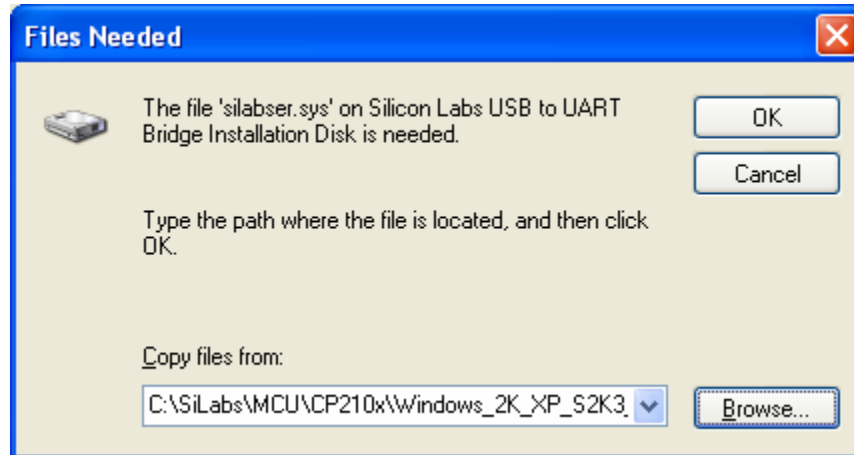 Files Needed
The file 'silabser.sys' on Silicon Labs USB to UART
Bridge Installation Disk is needed.
OK
Cancel
Type the path where the file is located, and then click
OK.
Copy files from:
C:\SiLabs\MCU\CP210x\Windows_2K_XP_S2K3_
Browse...